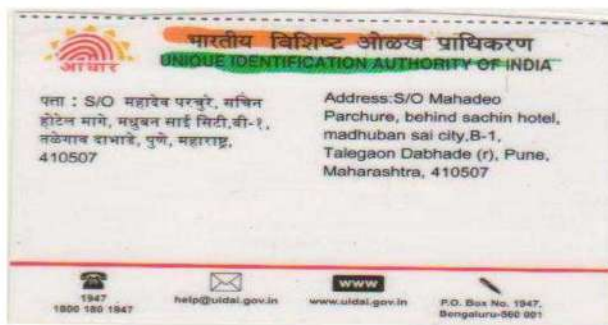 भारतीय विशिष्ट ओळख प्राधिकरण
UNIQUE IDENTIFICATION AUTHORITY OF INDIA
आधार
पत्ता : S/O महादेव परचुरे, सचिन
होटेल मागे, मधुबन साई सिटी,बी-१,
तळेगाव दाभाडे, पुणे, महाराष्ट्र,
410507
Address:S/O Mahadeo
Parchure, behind sachin hotel,
madhuban sai city,B-1,
Talegaon Dabhade (r), Pune,
Maharashtra, 410507
1947
1800 180 1947
help@uidai.gov.in
www
www.uidai.gov.in
P.O. Box No. 1947,
Bengaluru-560 001